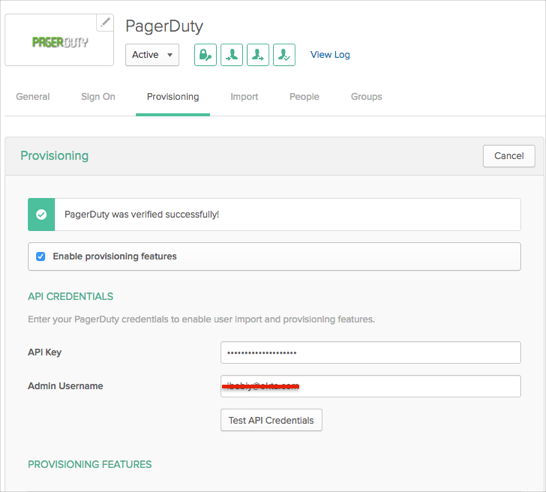 PagerDuty
PAGERDUTY
Active
View Log
General Sign On Provisioning Import People Groups
Provisioning
Cancel
PagerDuty was verified successfully!
Enable provisioning features
API CREDENTIALS
Enter your PagerDuty credentials to enable user import and provisioning features.
API Key ••••••••••••••••••••
Admin Username
Test API Credentials
PROVISIONING FEATURES